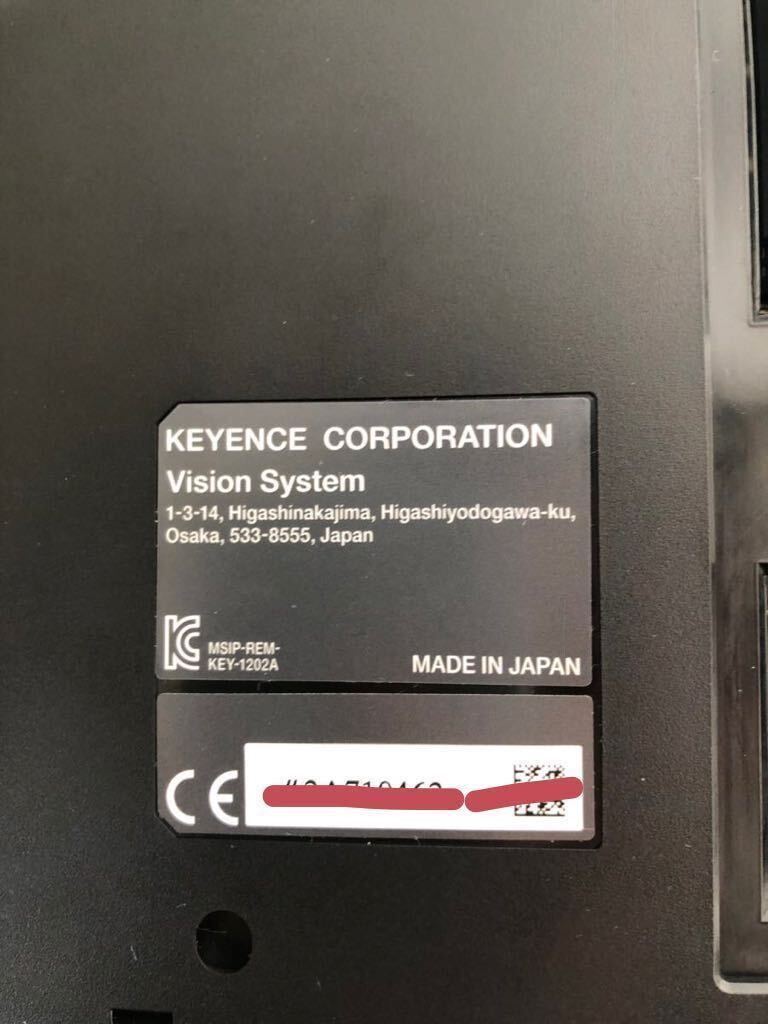 KEYENCE CORPORATION
Vision System
1-3-14, Higashinakajima, Higashiyodogawa-ku,
Osaka, 533-8555, Japan
MSIP-REM-
KEY-1202A
MADE IN JAPAN
CE